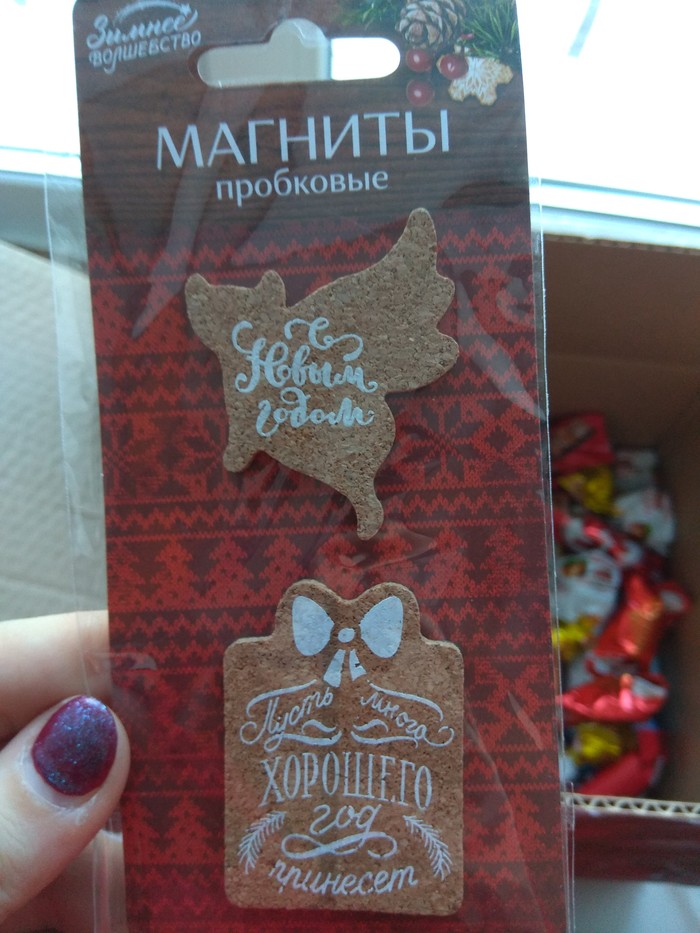 Зимнее
ВОЛШЕБСТВО
МАГНИТЫ
пробковые
С
Новым
годом
Пусть много
ХОРОШЕГО
год
принесет